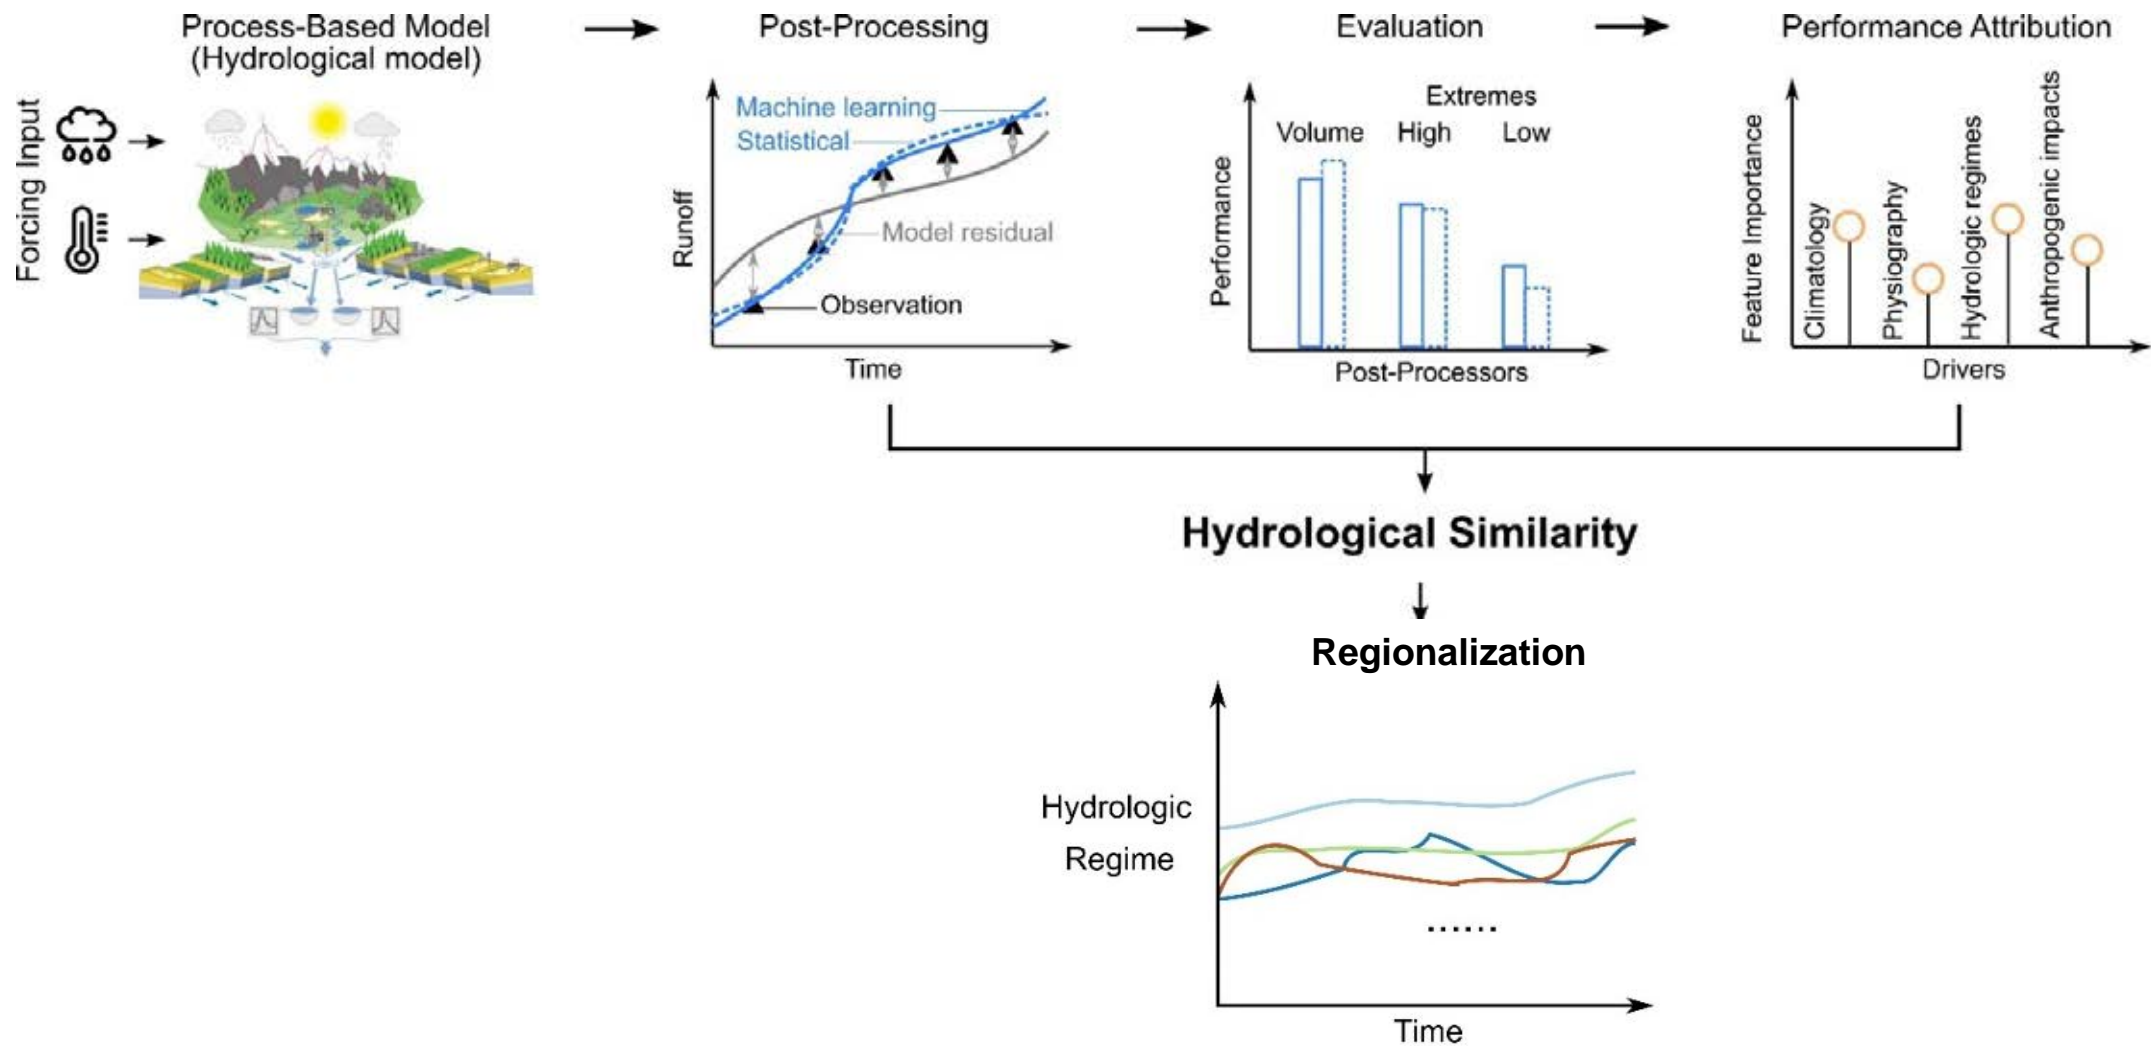 Process-Based Model
(Hydrological model)
Forcing Input
Post-Processing
Machine learning
Statistical
Model residual
Observation
Runoff
Time
Evaluation
Extremes
Volume High Low
Performance
Post-Processors
Performance Attribution
Feature Importance
Climatology
Physiography
Hydrologic regimes
Anthropogenic impacts
Drivers
Hydrological Similarity
Regionalization
Hydrologic
Regime
......
Time